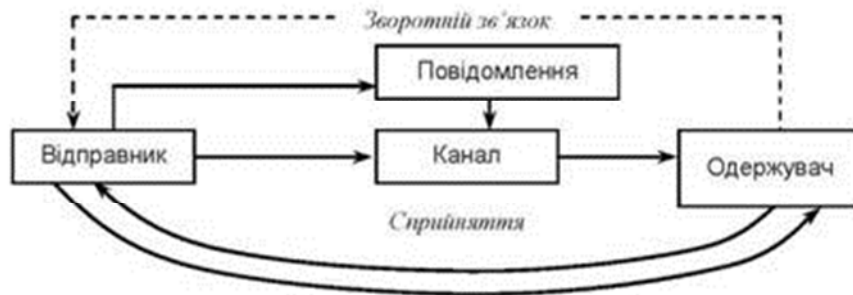 Зворотній зв’язок
Повідомлення
Відправник
Канал
Одержувач
Сприйняття